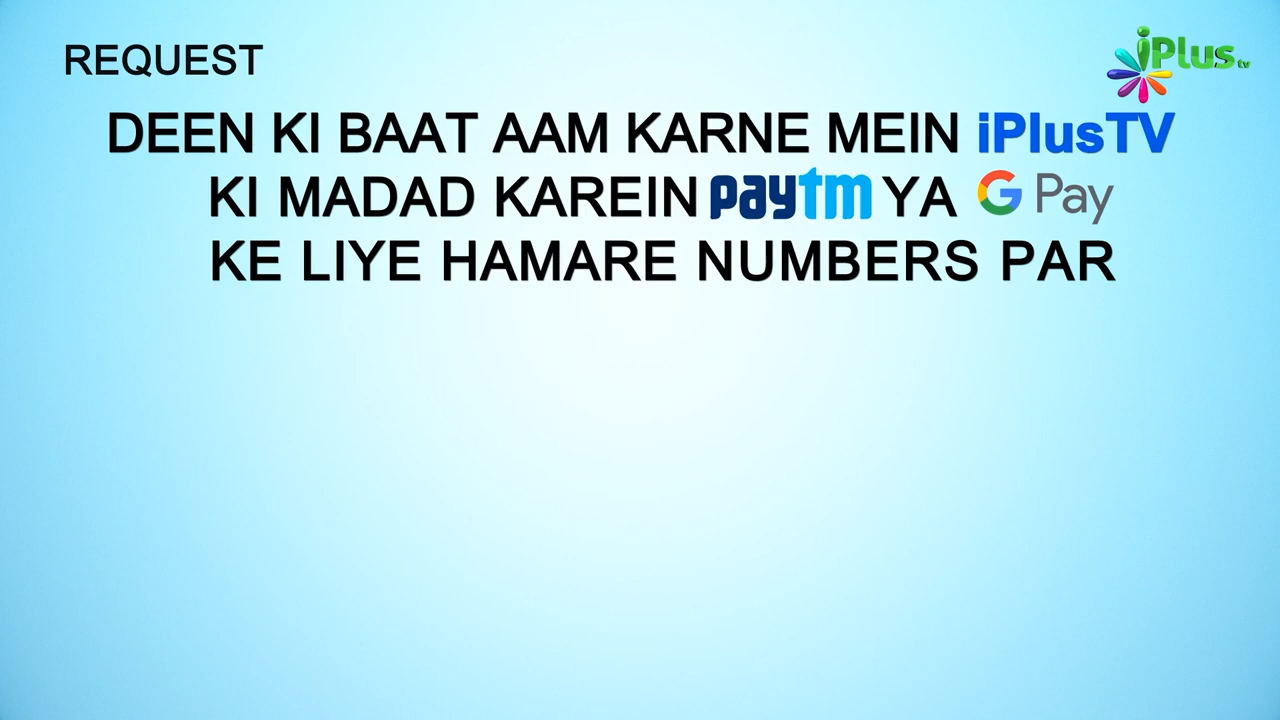 REQUEST
iPlus tv
DEEN KI BAAT AAM KARNE MEIN iPlusTV
KI MADAD KAREIN paytm YA G Pay
KE LIYE HAMARE NUMBERS PAR